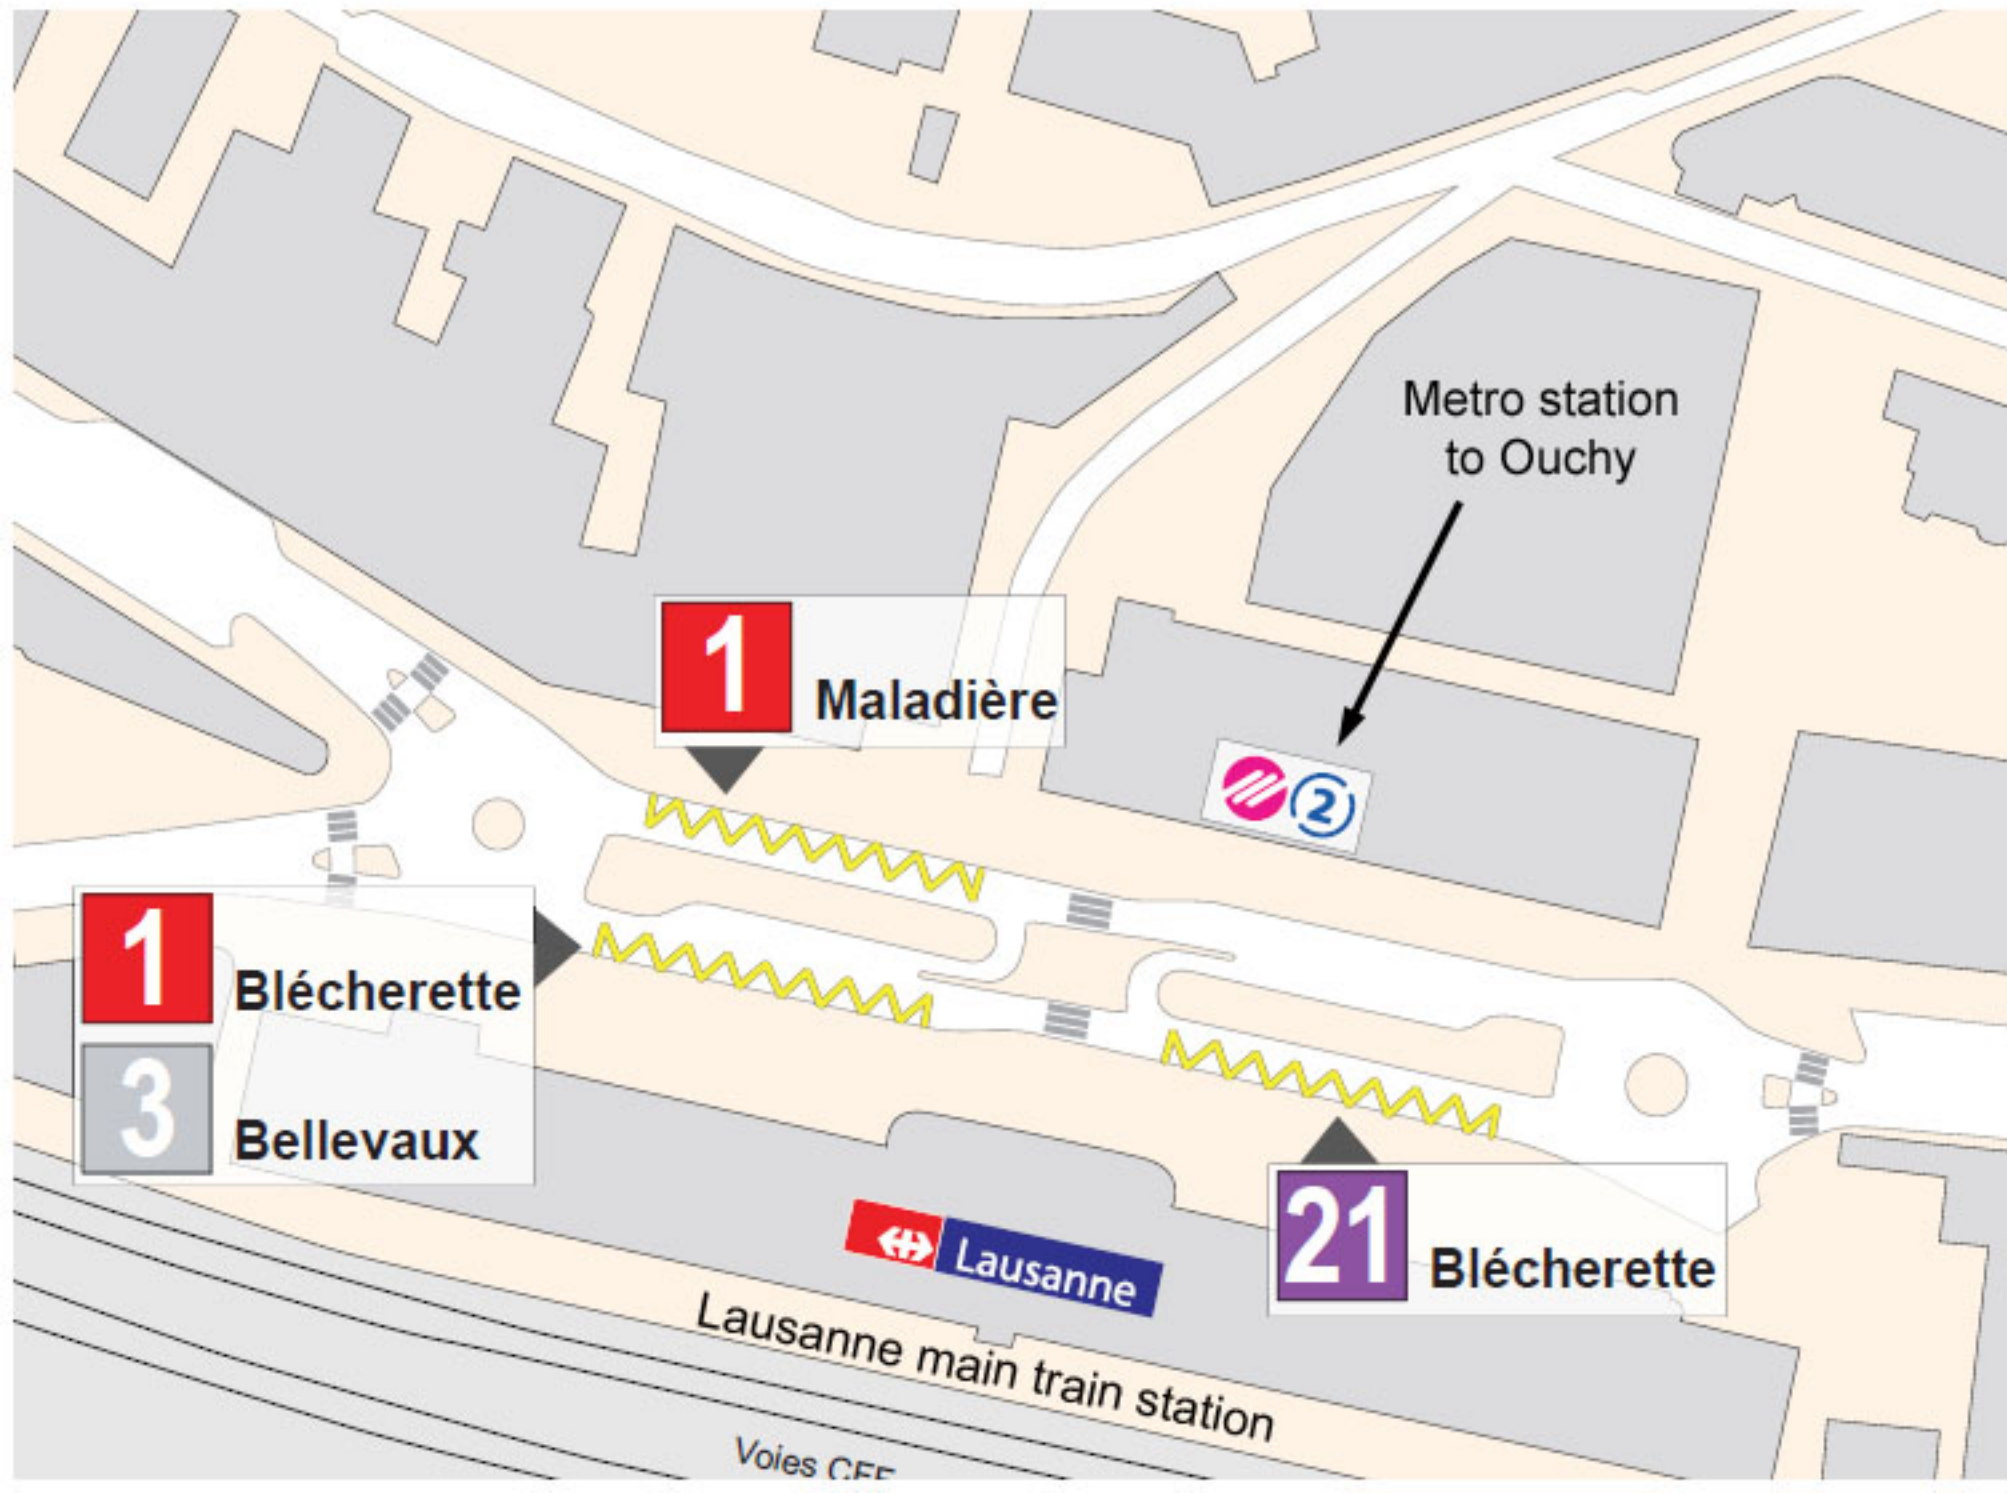 Metro station
to Ouchy
1 Maladière
2
1 Blécherette
3 Bellevaux
21 Blécherette
Lausanne
Lausanne main train station
Voies CFF